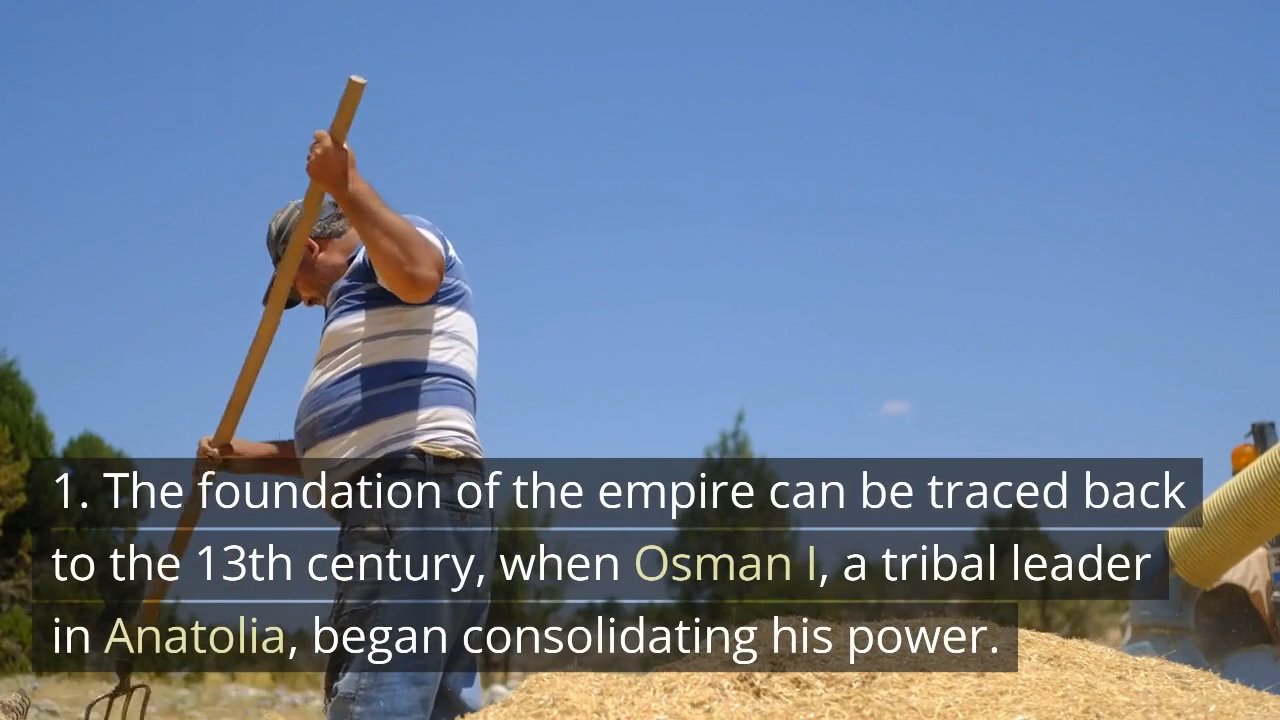 1. The foundation of the empire can be traced back
to the 13th century, when Osman I, a tribal leader
in Anatolia, began consolidating his power.